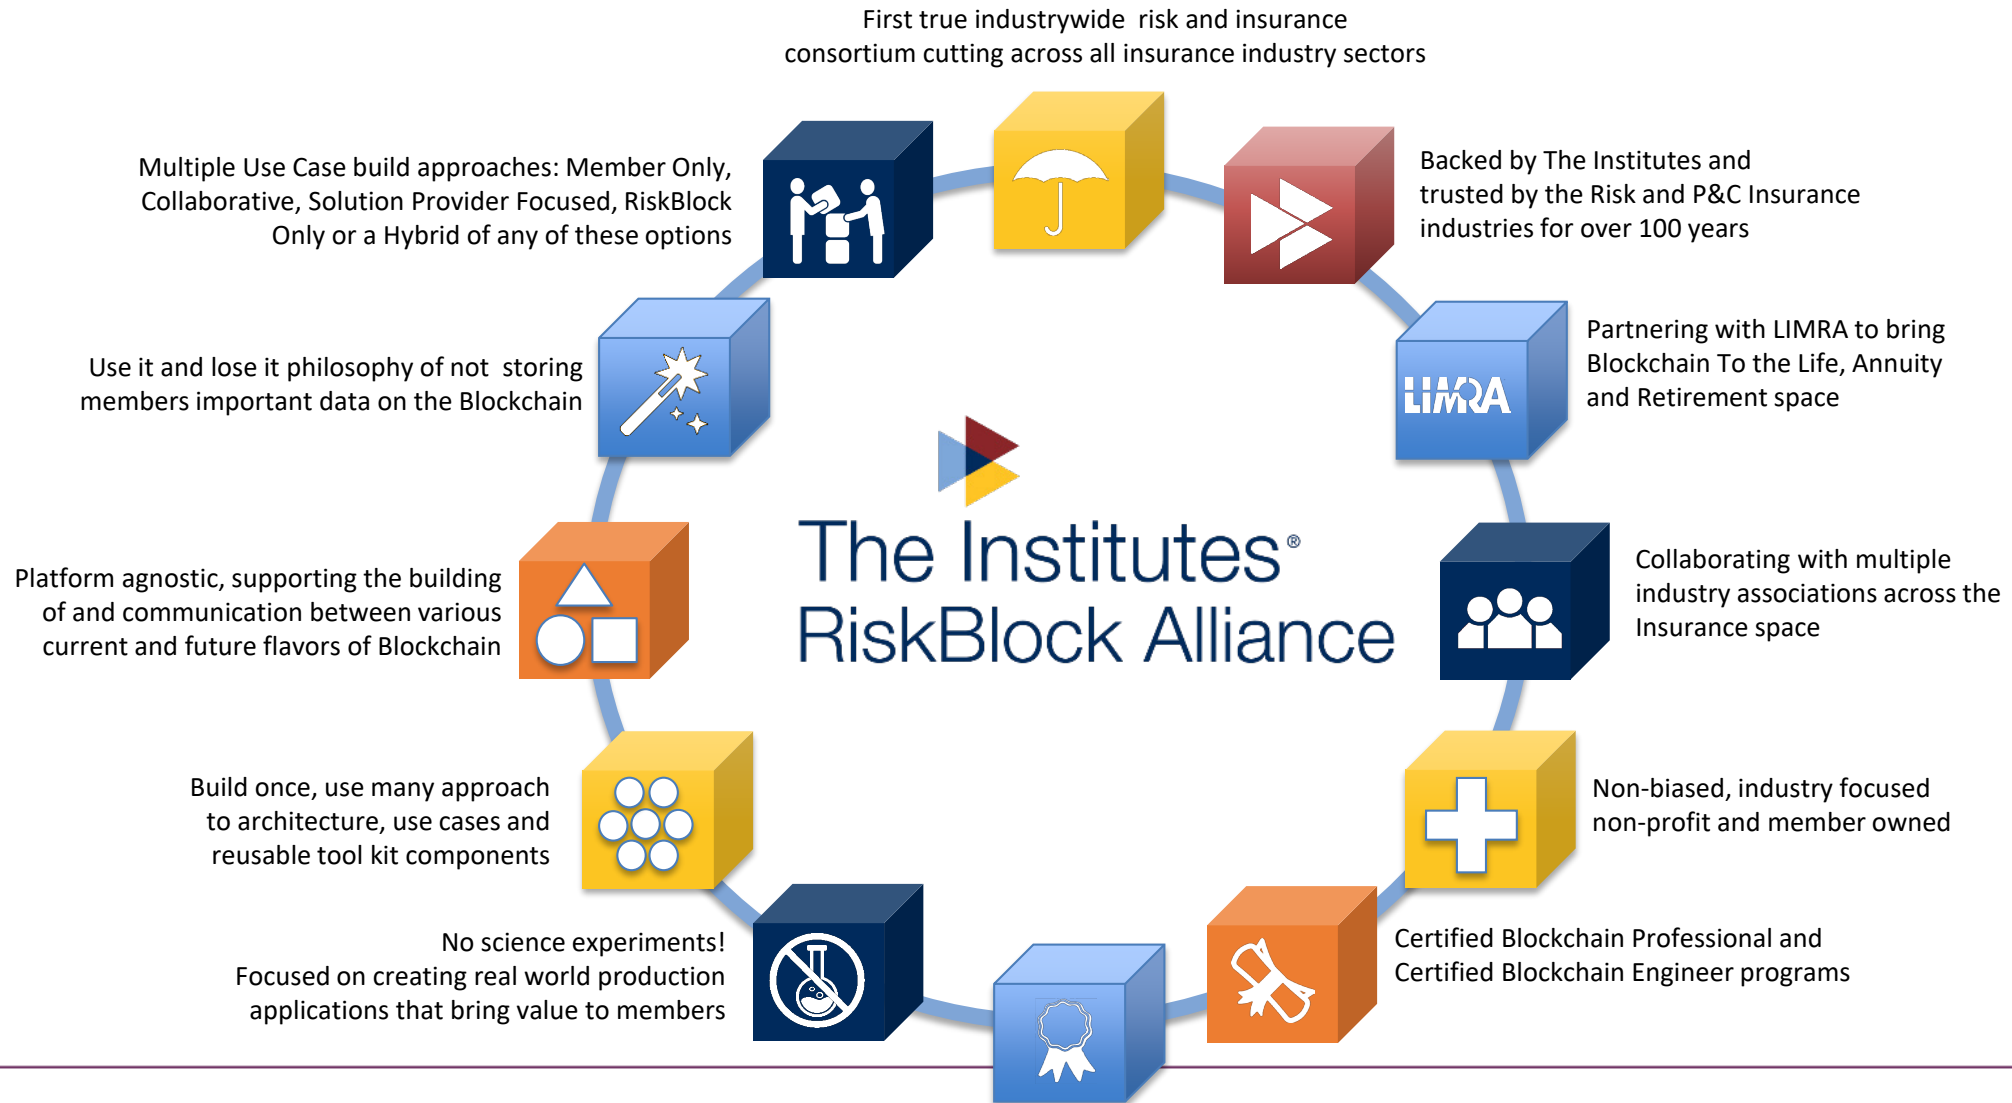 First true industrywide risk and insurance
consortium cutting across all insurance industry sectors
Multiple Use Case build approaches: Member Only,
Collaborative, Solution Provider Focused, RiskBlock
Only or a Hybrid of any of these options
Backed by The Institutes and
trusted by the Risk and P&C Insurance
industries for over 100 years
Use it and lose it philosophy of not storing
members important data on the Blockchain
LIMRA
Partnering with LIMRA to bring
Blockchain To the Life, Annuity
and Retirement space
The Institutes®
RiskBlock Alliance
Platform agnostic, supporting the building
of and communication between various
current and future flavors of Blockchain
Collaborating with multiple
industry associations across the
Insurance space
Build once, use many approach
to architecture, use cases and
reusable tool kit components
Non-biased, industry focused
non-profit and member owned
No science experiments!
Focused on creating real world production
applications that bring value to members
Certified Blockchain Professional and
Certified Blockchain Engineer programs